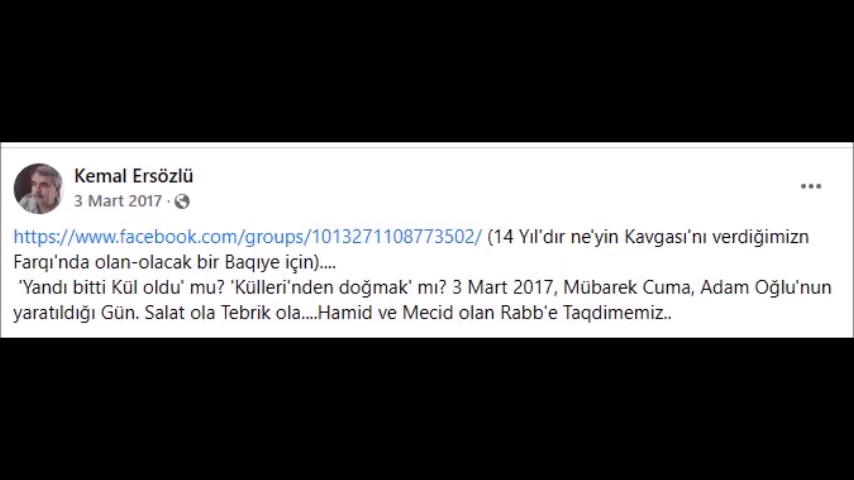 Kemal Ersözlü
3 Mart 2017 ·
https://www.facebook.com/groups/1013271108773502/ (14 Yıl'dır ne'yin Kavgası'nı verdiğimizn
Farqı'nda olan-olacak bir Baqıye için)....
'Yandı bitti Kül oldu' mu? 'Külleri'nden doğmak' mı? 3 Mart 2017, Mübarek Cuma, Adam Oğlu'nun
yaratıldığı Gün. Salat ola Tebrik ola....Hamid ve Mecid olan Rabb'e Taqdimemiz..